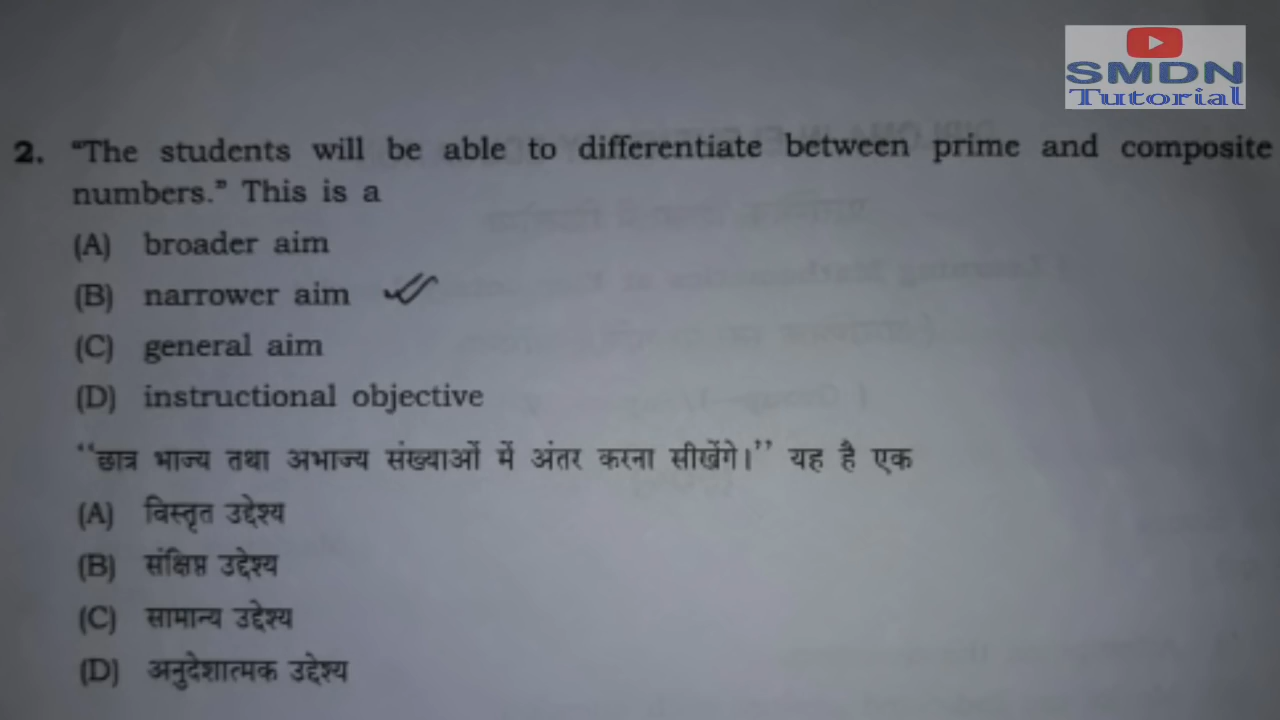 SMDN
Tutorial
2. "The students will be able to differentiate between prime and composite
numbers." This is a
(A) broader aim
(B) narrower aim
(C) general aim
(D) instructional objective
"छात्र भाज्य तथा अभाज्य संख्याओं में अंतर करना सीखेंगे।" यह है एक
(A) विस्तृत उद्देश्य
(B) संक्षिप्त उद्देश्य
(C) सामान्य उद्देश्य
(D) अनुदेशात्मक उद्देश्य